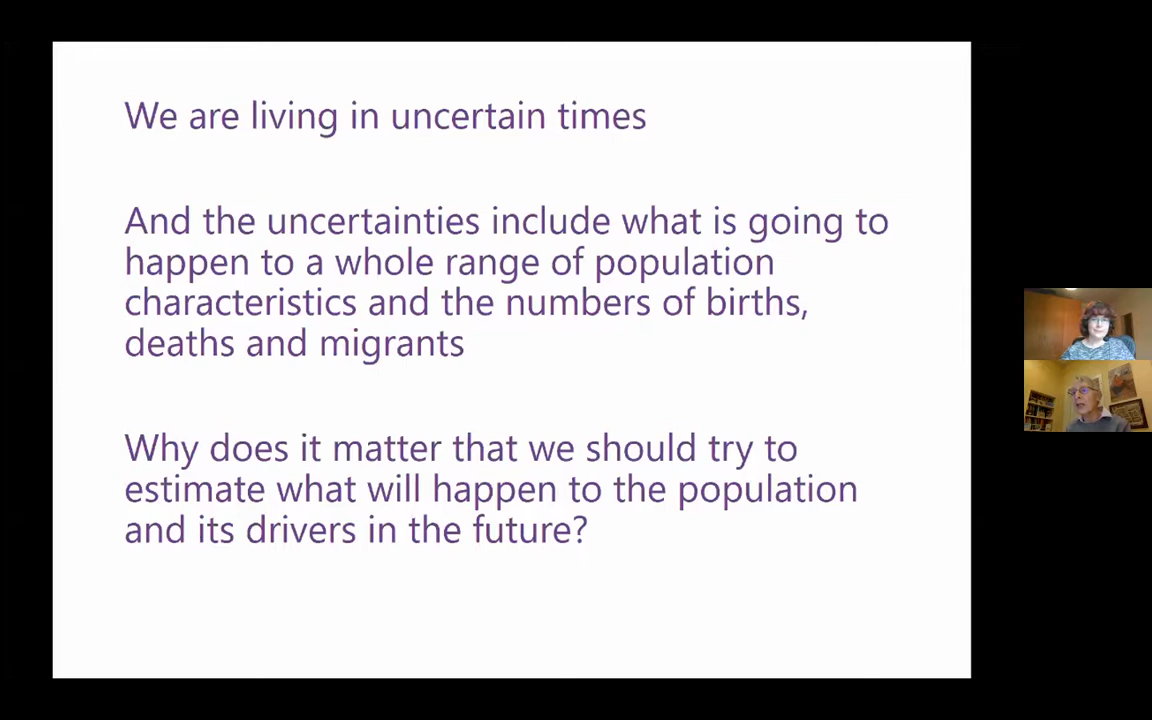 We are living in uncertain times
And the uncertainties include what is going to
happen to a whole range of population
characteristics and the numbers of births,
deaths and migrants
Why does it matter that we should try to
estimate what will happen to the population
and its drivers in the future?